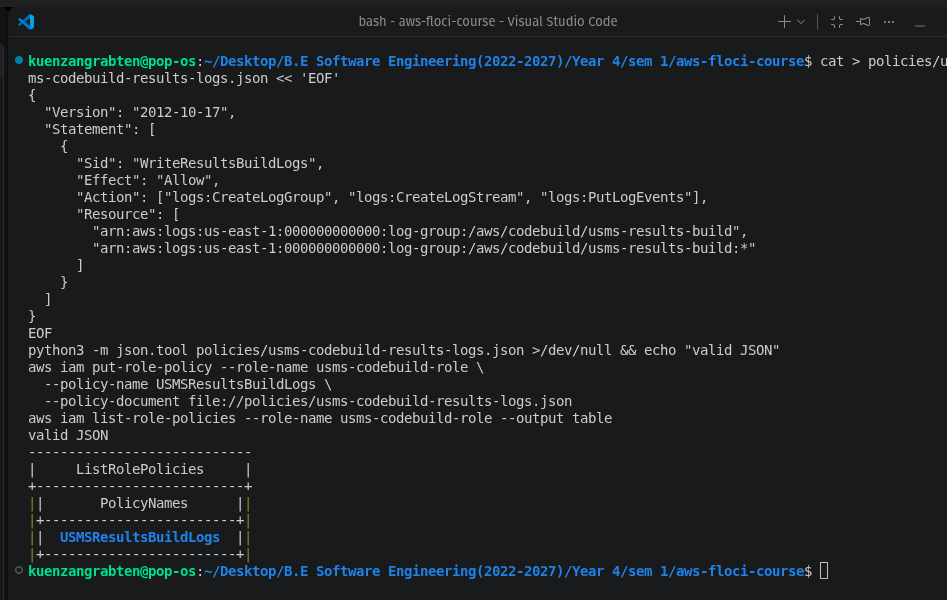 bash - aws-floci-course - Visual Studio Code
kuenzangrabten@pop-os:~/Desktop/B.E Software Engineering(2022-2027)/Year 4/sem 1/aws-floci-course$ cat > policies/u
ms-codebuild-results-logs.json << 'EOF'
{
  "Version": "2012-10-17",
  "Statement": [
    {
      "Sid": "WriteResultsBuildLogs",
      "Effect": "Allow",
      "Action": ["logs:CreateLogGroup", "logs:CreateLogStream", "logs:PutLogEvents"],
      "Resource": [
        "arn:aws:logs:us-east-1:000000000000:log-group:/aws/codebuild/usms-results-build",
        "arn:aws:logs:us-east-1:000000000000:log-group:/aws/codebuild/usms-results-build:*"
      ]
    }
  ]
}
EOF
python3 -m json.tool policies/usms-codebuild-results-logs.json >/dev/null && echo "valid JSON"
aws iam put-role-policy --role-name usms-codebuild-role \
  --policy-name USMSResultsBuildLogs \
  --policy-document file://policies/usms-codebuild-results-logs.json
aws iam list-role-policies --role-name usms-codebuild-role --output table
valid JSON
----------------------------
|     ListRolePolicies     |
+--------------------------+
||       PolicyNames      ||
|+------------------------+|
||  USMSResultsBuildLogs  ||
|+------------------------+|
kuenzangrabten@pop-os:~/Desktop/B.E Software Engineering(2022-2027)/Year 4/sem 1/aws-floci-course$